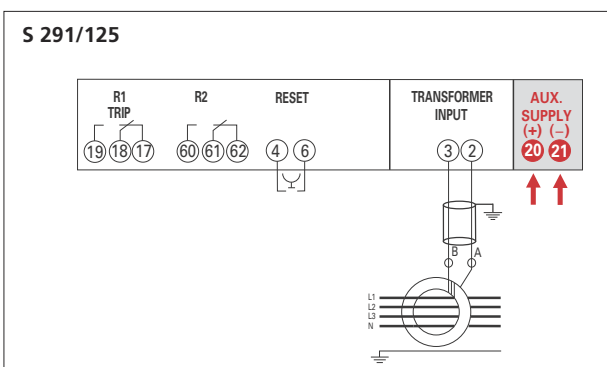 S 291/125
R1 R2 RESET TRANSFORMER AUX.
TRIP INPUT SUPPLY
(+) (–)
19 18 17 60 61 62 4 6 3 2 20 21
B A
L1
L2
L3
N